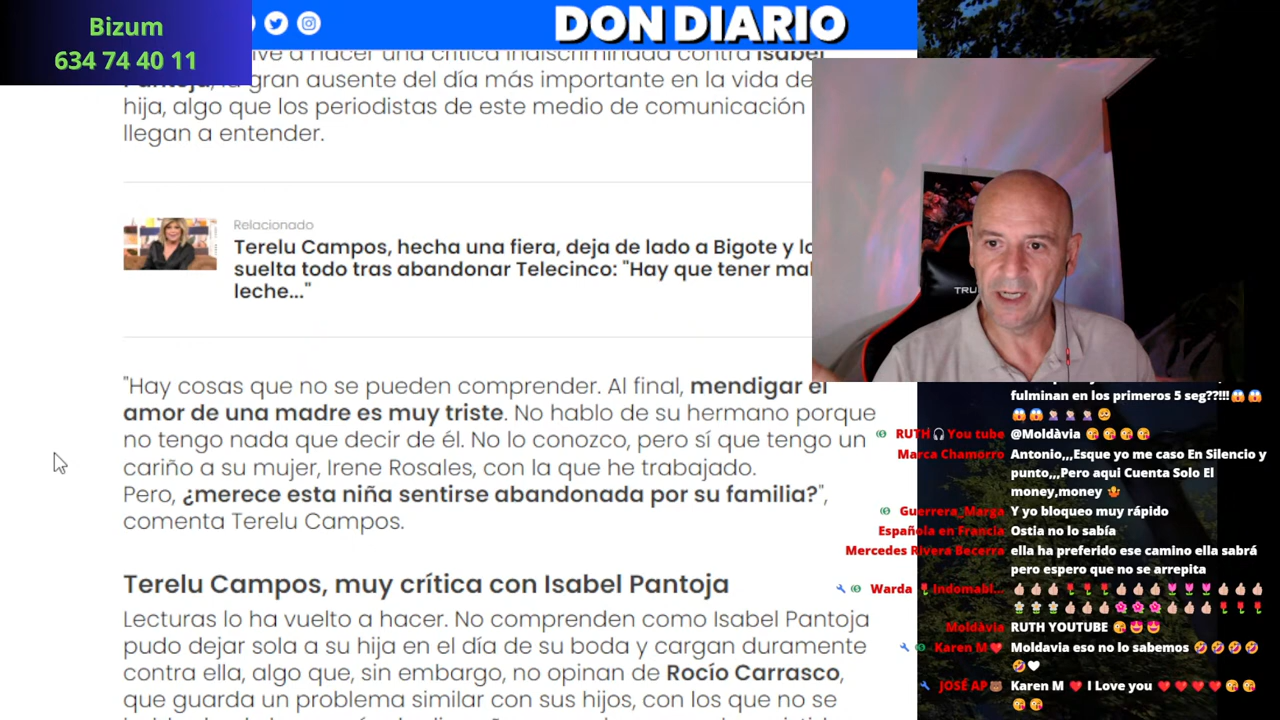 Bizum
634 74 40 11
DON DIARIO
a hacer una crítica indiscriminada contra Isabel
gran ausente del día más importante en la vida de
hija, algo que los periodistas de este medio de comunicación
llegan a entender.
Relacionado
Terelu Campos, hecha una fiera, deja de lado a Bigote y lo
suelta todo tras abandonar Telecinco: "Hay que tener mal
leche..."
"Hay cosas que no se pueden comprender. Al final, mendigar el
amor de una madre es muy triste. No hablo de su hermano porque
no tengo nada que decir de él. No lo conozco, pero sí que tengo un
cariño a su mujer, Irene Rosales, con la que he trabajado.
Pero, ¿merece esta niña sentirse abandonada por su familia?",
comenta Terelu Campos.
Terelu Campos, muy crítica con Isabel Pantoja
Lecturas lo ha vuelto a hacer. No comprenden como Isabel Pantoja
pudo dejar sola a su hija en el día de su boda y cargan duramente
contra ella, algo que, sin embargo, no opinan de Rocío Carrasco,
que guarda un problema similar con sus hijos, con los que no se
TRU
fulminan en los primeros 5 seg??!!!😱😱
😱😱🤦🏻‍♀️🤦🏻‍♀️🤦🏻‍♀️🥺
RUTH🎧You tube @Moldàvia 😘😘😘😘
Marca Chamorro Antonio,,,Esque yo me caso En Silencio y
punto,,,Pero aqui Cuenta Solo El
money,money 🤷
Guerrera_Marga Y yo bloqueo muy rápido
Española en Francia Ostia no lo sabía
Mercedes Rivera Becerra ella ha preferido ese camino ella sabrá
pero espero que no se arrepita
Warda 🌹Indomabl...
Moldàvia RUTH YOUTUBE 😘😍😍
Karen M❤️ Moldavia eso no lo sabemos 🤣🤣🤣🤣
🤣🤍
JOSÉ AP🐻 Karen M ❤️ I Love you ❤️❤️❤️❤️😘😘
😘😘